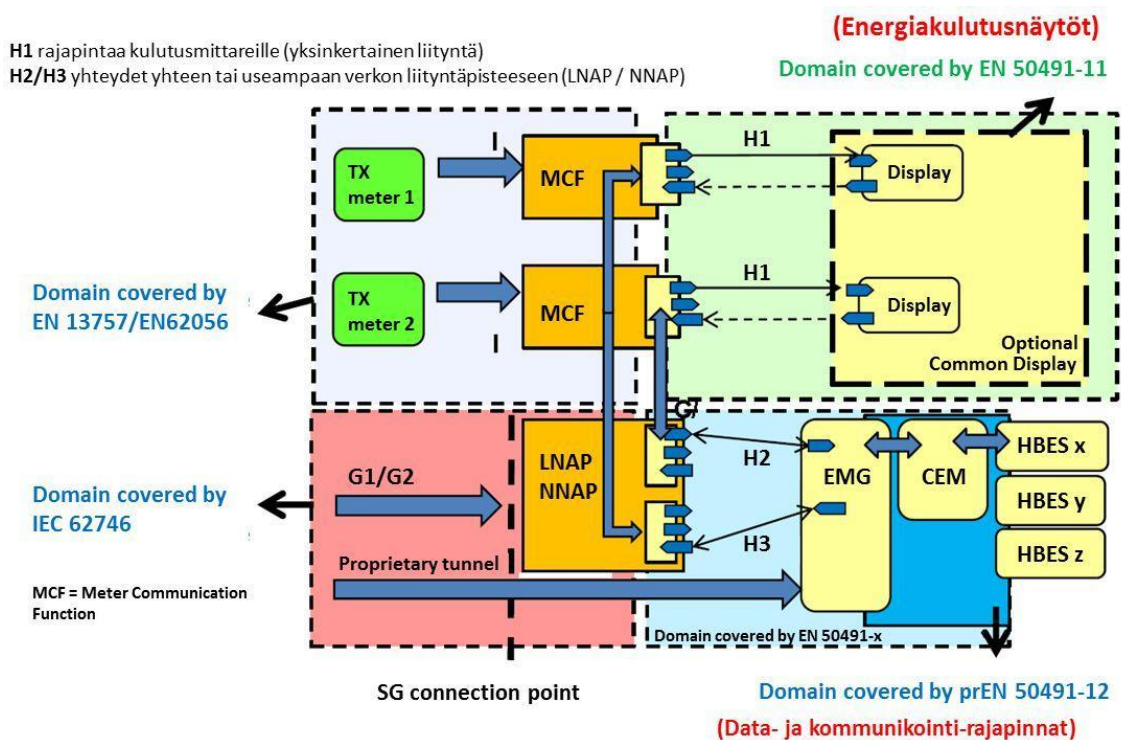 (Energiakulutusnäytöt)
H1 rajapintaa kulutusmittareille (yksinkertainen liityntä)
H2/H3 yhteydet yhteen tai useampaan verkon liityntäpisteeseen (LNAP / NNAP)
Domain covered by EN 50491-11
TX
meter 1
MCF
H1
Display
Domain covered by
EN 13757/EN62056
TX
meter 2
MCF
H1
Display
Optional
Common Display
Domain covered by
IEC 62746
G1/G2
LNAP
NNAP
H2
H3
EMG
CEM
HBES x
HBES y
HBES z
Proprietary tunnel
MCF = Meter Communication
Function
Domain covered by EN 50491-x
SG connection point
Domain covered by prEN 50491-12
(Data- ja kommunikointi-rajapinnat)